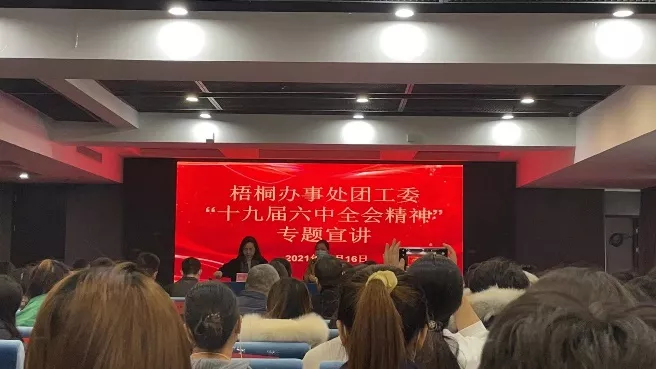 梧桐办事处团工委
“十九届六中全会精神”
专题宣讲
2021 月16日